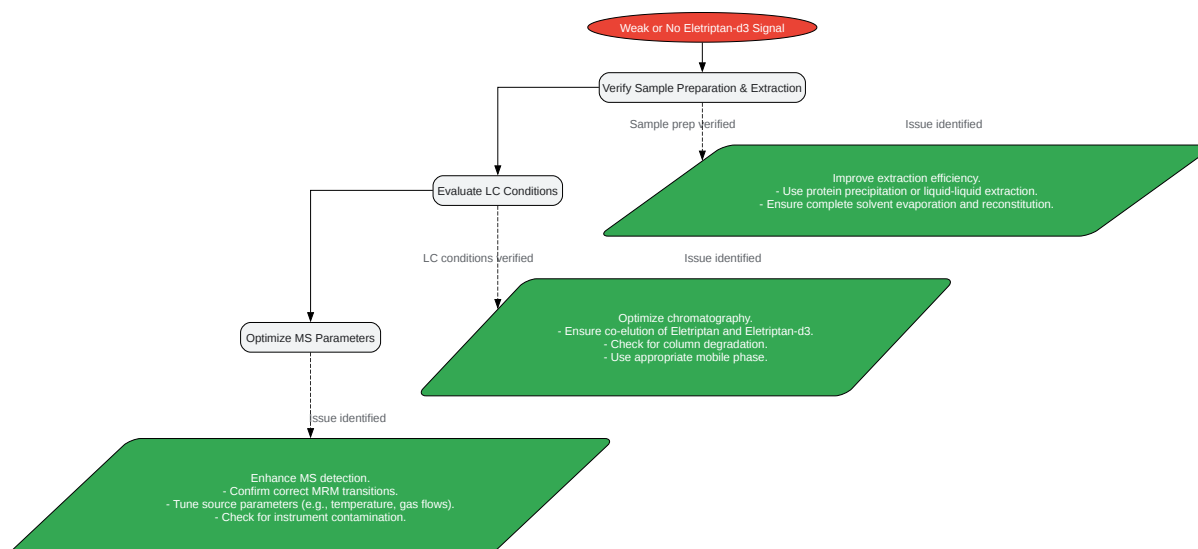 Weak or No Eletriptan-d3 Signal
Verify Sample Preparation & Extraction
Sample prep verified
Issue identified
Improve extraction efficiency.
- Use protein precipitation or liquid-liquid extraction.
- Ensure complete solvent evaporation and reconstitution.
Evaluate LC Conditions
LC conditions verified
Issue identified
Optimize chromatography.
- Ensure co-elution of Eletriptan and Eletriptan-d3.
- Check for column degradation.
- Use appropriate mobile phase.
Optimize MS Parameters
Issue identified
Enhance MS detection.
- Confirm correct MRM transitions.
- Tune source parameters (e.g., temperature, gas flows).
- Check for instrument contamination.